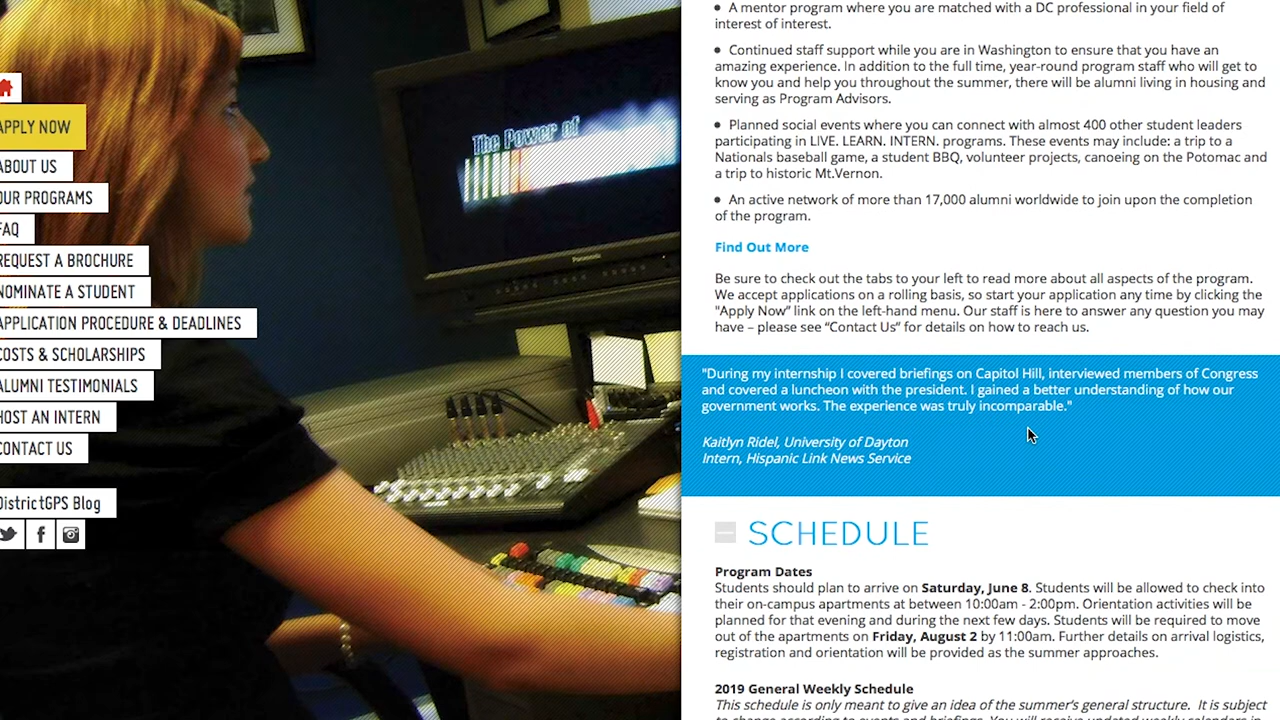 APPLY NOW
ABOUT US
OUR PROGRAMS
FAQ
REQUEST A BROCHURE
NOMINATE A STUDENT
APPLICATION PROCEDURE & DEADLINES
COSTS & SCHOLARSHIPS
ALUMNI TESTIMONIALS
HOST AN INTERN
CONTACT US
DistrictGPS Blog
The Power of
Panasonic
• A mentor program where you are matched with a DC professional in your field of
interest of interest.
• Continued staff support while you are in Washington to ensure that you have an
amazing experience. In addition to the full time, year-round program staff who will get to
know you and help you throughout the summer, there will be alumni living in housing and
serving as Program Advisors.
• Planned social events where you can connect with almost 400 other student leaders
participating in LIVE. LEARN. INTERN. programs. These events may include: a trip to a
Nationals baseball game, a student BBQ, volunteer projects, canoeing on the Potomac and
a trip to historic Mt.Vernon.
• An active network of more than 17,000 alumni worldwide to join upon the completion
of the program.
Find Out More
Be sure to check out the tabs to your left to read more about all aspects of the program.
We accept applications on a rolling basis, so start your application any time by clicking the
"Apply Now” link on the left-hand menu. Our staff is here to answer any question you may
have – please see “Contact Us” for details on how to reach us.
"During my internship I covered briefings on Capitol Hill, interviewed members of Congress
and covered a luncheon with the president. I gained a better understanding of how our
government works. The experience was truly incomparable."
Kaitlyn Ridel, University of Dayton
Intern, Hispanic Link News Service
SCHEDULE
Program Dates
Students should plan to arrive on Saturday, June 8. Students will be allowed to check into
their on-campus apartments at between 10:00am - 2:00pm. Orientation activities will be
planned for that evening and during the next few days. Students will be required to move
out of the apartments on Friday, August 2 by 11:00am. Further details on arrival logistics,
registration and orientation will be provided as the summer approaches.
2019 General Weekly Schedule
This schedule is only meant to give an idea of the summer's general structure. It is subject
to change according to events and briefings. You will receive updated weekly calendars in